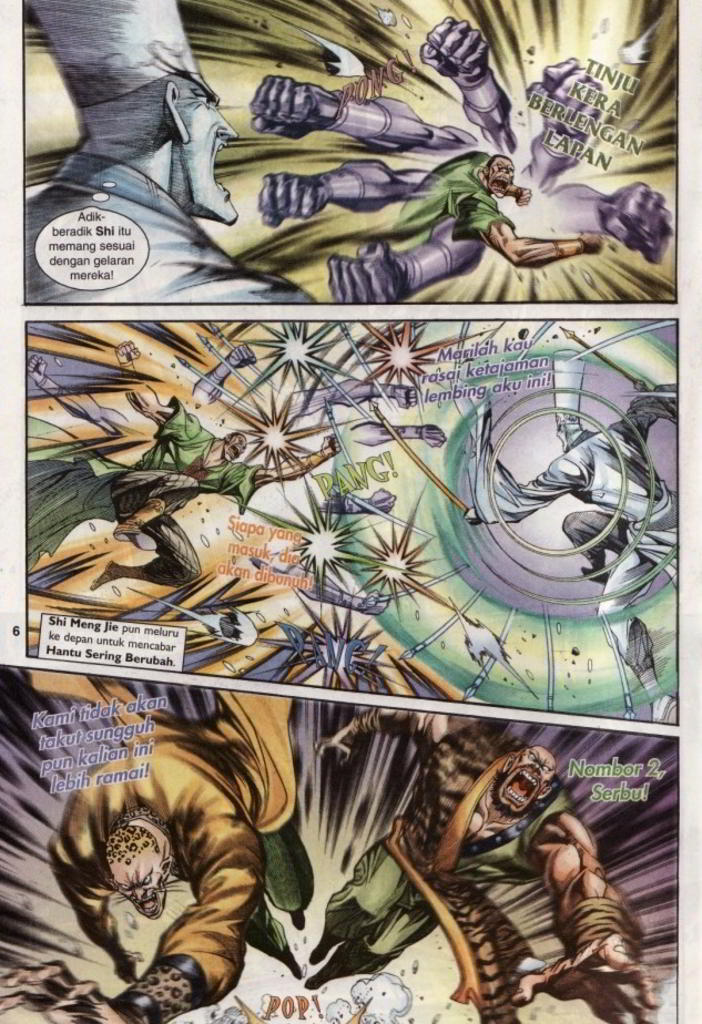 PONG!
TINJU
KERA
BERLENGAN
LAPAN
Adik-
beradik Shi itu
memang sesuai
dengan gelaran
mereka!
Marilah kau
rasai ketajaman
lembing aku ini!
PANG!
Siapa yang
masuk, dia
akan dibunuh!
PANG!
6
Shi Meng Jie pun meluru
ke depan untuk mencabar
Hantu Sering Berubah.
Kami tidak akan
takut sungguh
pun kalian ini
lebih ramai!
Nombor 2,
Serbu!
POP!